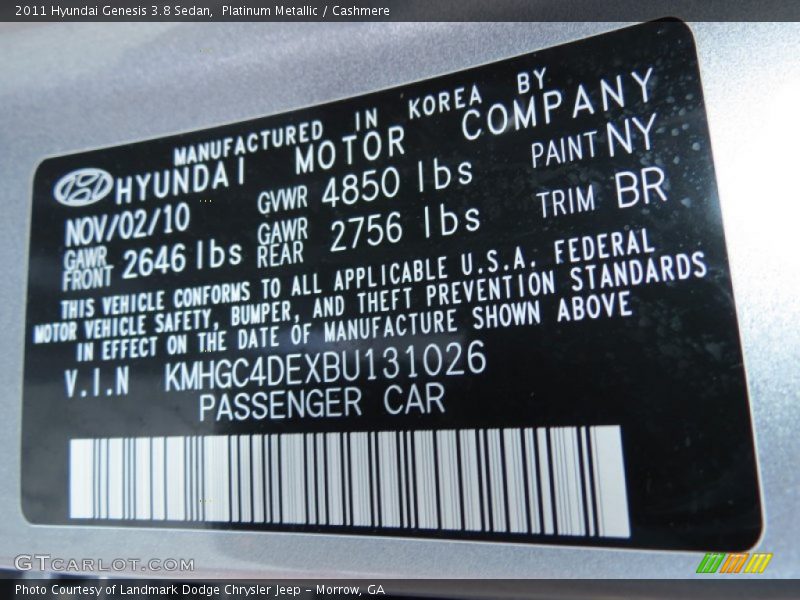 2011 Hyundai Genesis 3.8 Sedan,  Platinum Metallic / Cashmere
MANUFACTURED IN KOREA BY
HYUNDAI MOTOR COMPANY
NOV/02/10 GVWR 4850 lbs PAINT NY
GAWR FRONT 2646 lbs GAWR REAR 2756 lbs TRIM BR
THIS VEHICLE CONFORMS TO ALL APPLICABLE U.S.A. FEDERAL
MOTOR VEHICLE SAFETY, BUMPER, AND THEFT PREVENTION STANDARDS
IN EFFECT ON THE DATE OF MANUFACTURE SHOWN ABOVE
V.I.N KMHGC4DEXBU131026
PASSENGER CAR
GTCARLOT.COM
Photo Courtesy of Landmark Dodge Chrysler Jeep - Morrow, GA